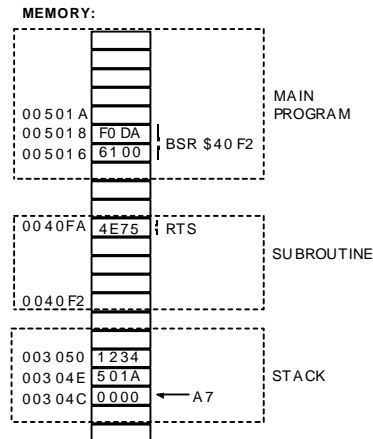 MEMORY:
MAIN
PROGRAM
00501A
005018 F0DA
BSR $40F2
005016 6100
0040FA 4E75 RTS
SUBROUTINE
0040F2
003050 1234
00304E 501A STACK
00304C 0000 A7